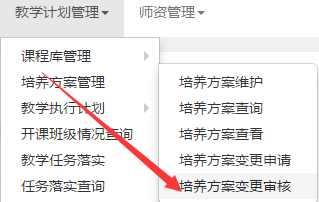 教学计划管理 师资管理
课程库管理
培养方案管理
教学执行计划
开课班级情况查询
教学任务落实
任务落实查询
培养方案维护
培养方案查询
培养方案查看
培养方案变更申请
培养方案变更审核